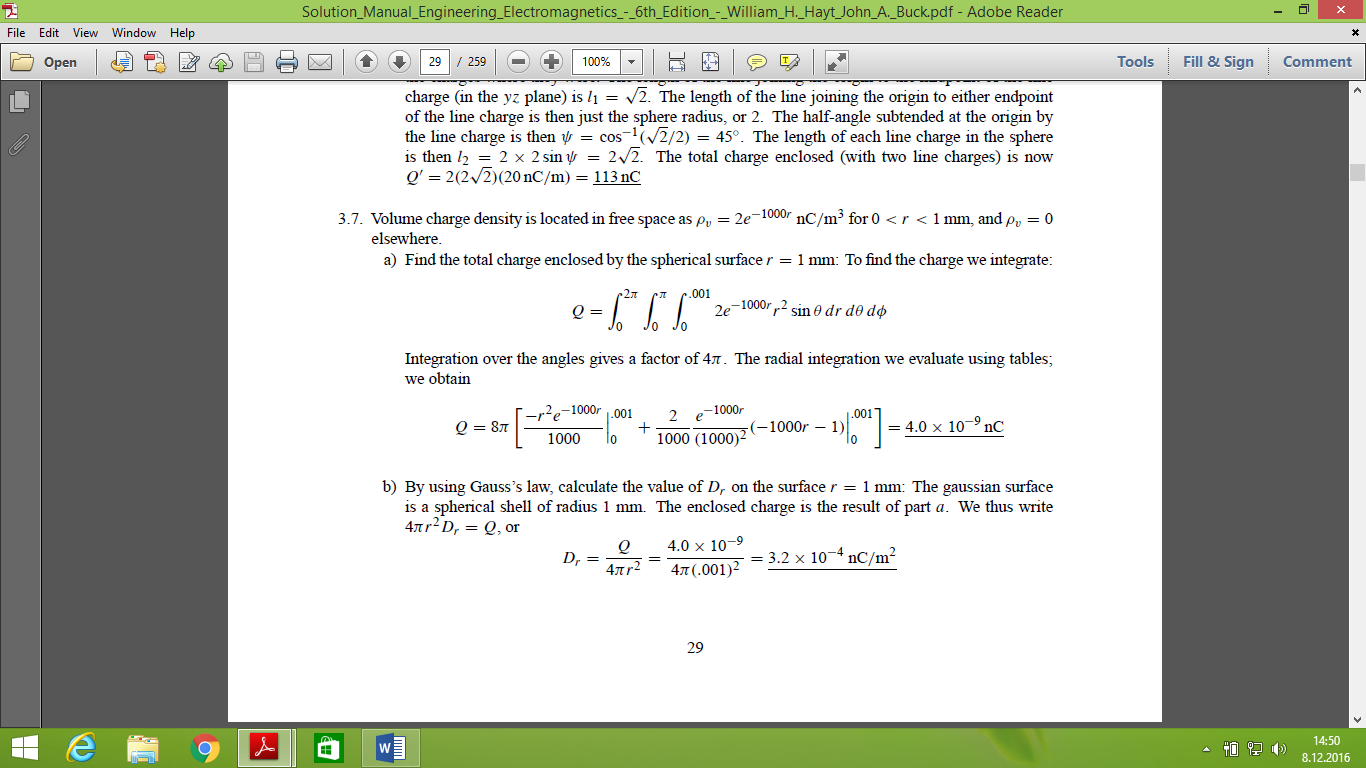 Solution_Manual_Engineering_Electromagnetics_-_6th_Edition_-_William_H._Hayt_John_A._Buck.pdf - Adobe Reader
File Edit View Window Help
Open 29 / 259 100% Tools Fill & Sign Comment
charge (in the yz plane) is l₁ = √2. The length of the line joining the origin to either endpoint
of the line charge is then just the sphere radius, or 2. The half-angle subtended at the origin by
the line charge is then ψ = cos⁻¹(√2/2) = 45°. The length of each line charge in the sphere
is then l₂ = 2 × 2 sin ψ = 2√2. The total charge enclosed (with two line charges) is now
Q′ = 2(2√2)(20 nC/m) = 113 nC
3.7. Volume charge density is located in free space as ρᵥ = 2e⁻¹⁰⁰⁰ʳ nC/m³ for 0 < r < 1 mm, and ρᵥ = 0
elsewhere.
a) Find the total charge enclosed by the spherical surface r = 1 mm: To find the charge we integrate:
Q = ∫₀^2π ∫₀^π ∫₀^.001 2e⁻¹⁰⁰⁰ʳ r² sin θ dr dθ dϕ
Integration over the angles gives a factor of 4π. The radial integration we evaluate using tables;
we obtain
Q = 8π [ −r²e⁻¹⁰⁰⁰ʳ/1000 |₀^.001 + 2/1000 e⁻¹⁰⁰⁰ʳ/(1000)² (−1000r − 1)|₀^.001 ] = 4.0 × 10⁻⁹ nC
b) By using Gauss’s law, calculate the value of Dᵣ on the surface r = 1 mm: The gaussian surface
is a spherical shell of radius 1 mm. The enclosed charge is the result of part a. We thus write
4πr²Dᵣ = Q, or
Dᵣ = Q/4πr² = 4.0 × 10⁻⁹/4π(.001)² = 3.2 × 10⁻⁴ nC/m²
29
14:50
8.12.2016